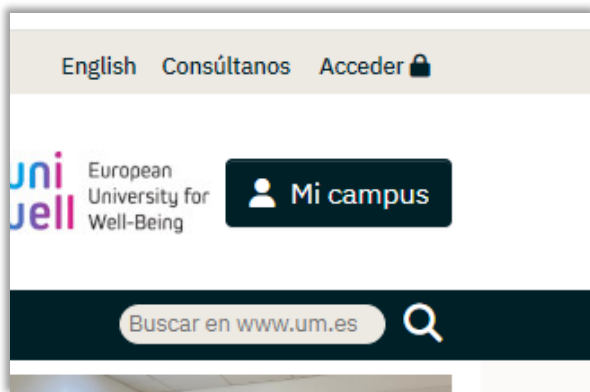 English Consúltanos Acceder
uni European
University for
well Well-Being
Mi campus
Buscar en www.um.es